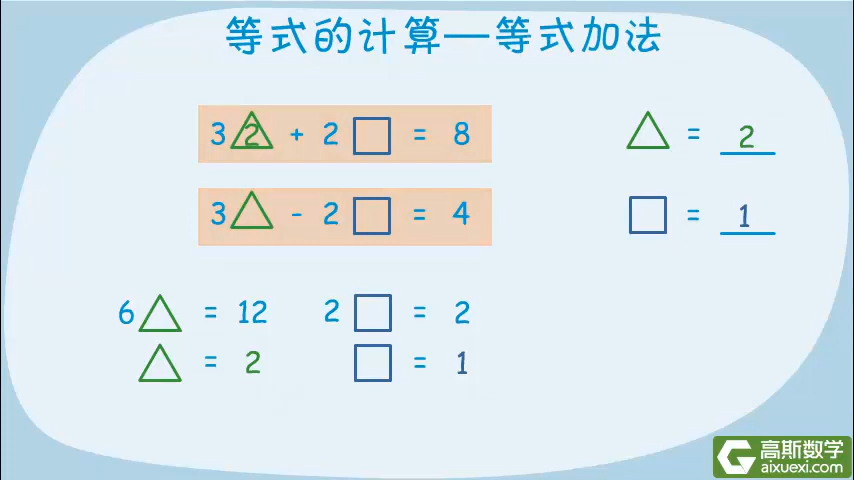 等式的计算—等式加法
3△2 + 2□ = 8
△ = 2
3△ - 2□ = 4
□ = 1
6△ = 12
2□ = 2
△ = 2
□ = 1
高斯数学
aixuexi.com